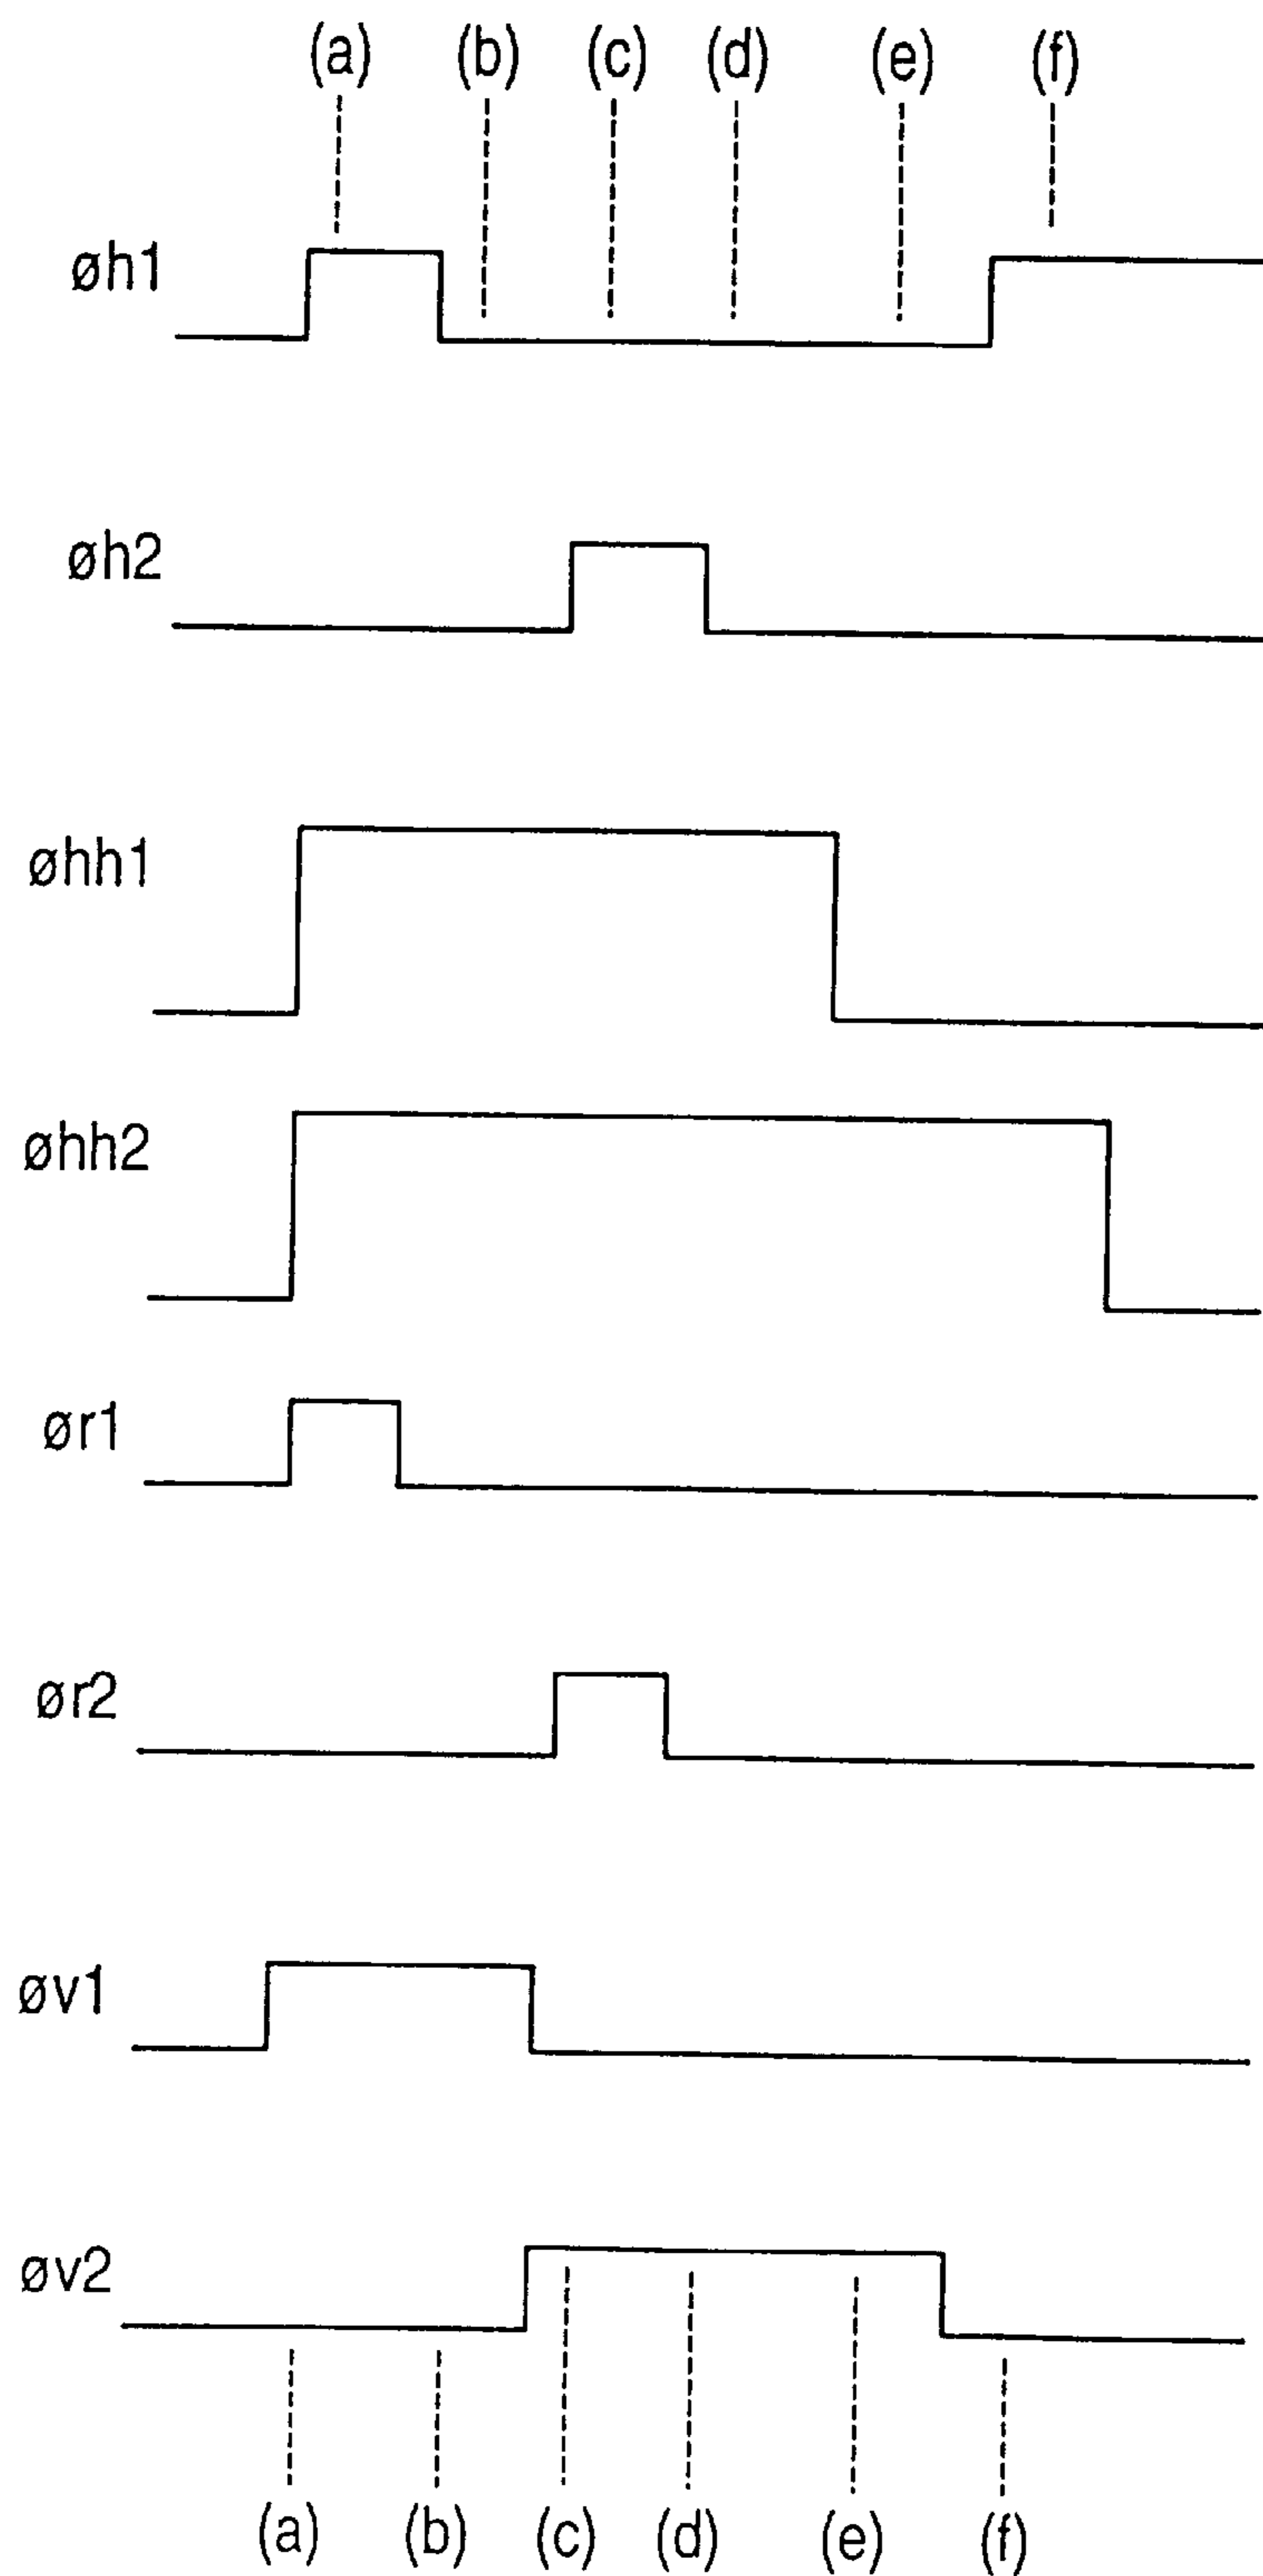 (a) (b) (c) (d) (e) (f)
øh1
øh2
øhh1
øhh2
ør1
ør2
øv1
øv2
(a) (b) (c) (d) (e) (f)